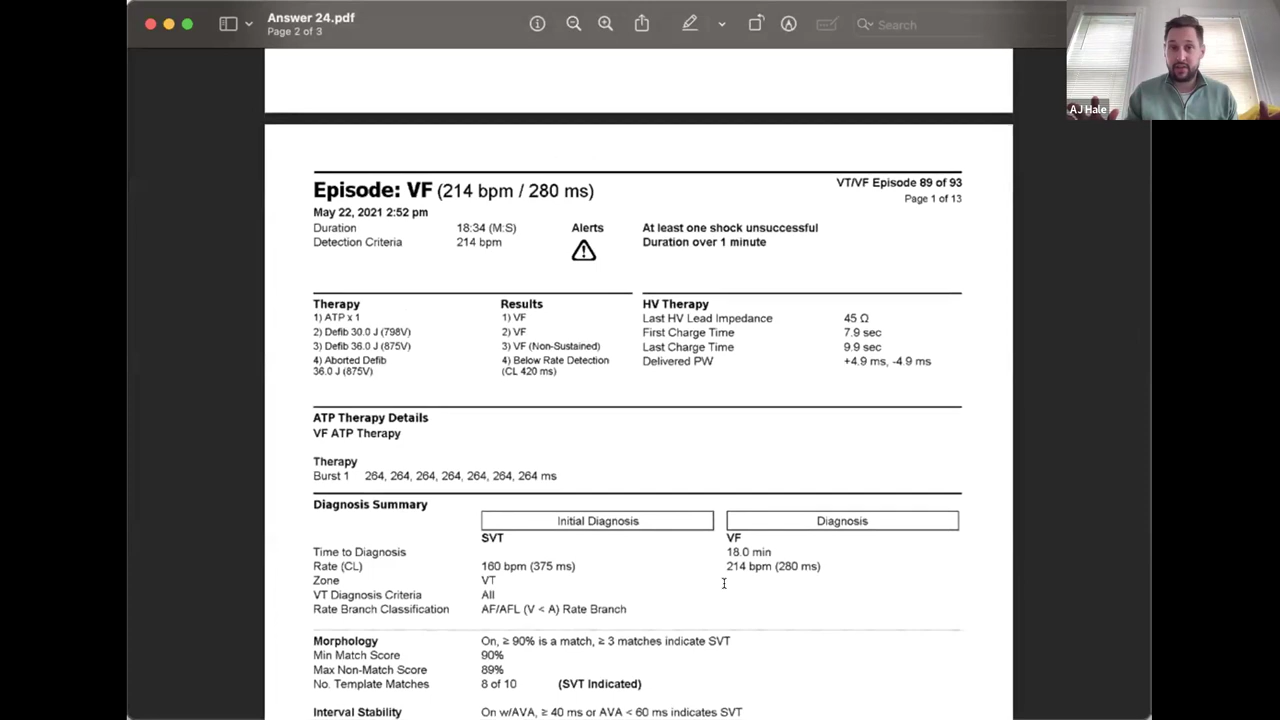 Answer 24.pdf
Page 2 of 3
Search
AJ Hale
Episode: VF (214 bpm / 280 ms)
VT/VF Episode 89 of 93
Page 1 of 13
May 22, 2021 2:52 pm
Duration 18:34 (M:S) Alerts At least one shock unsuccessful
Detection Criteria 214 bpm Duration over 1 minute
Therapy Results HV Therapy
1) ATP x 1 1) VF Last HV Lead Impedance 45 Ω
2) Defib 30.0 J (798V) 2) VF First Charge Time 7.9 sec
3) Defib 36.0 J (875V) 3) VF (Non-Sustained) Last Charge Time 9.9 sec
4) Aborted Defib 4) Below Rate Detection Delivered PW +4.9 ms, -4.9 ms
36.0 J (875V) (CL 420 ms)
ATP Therapy Details
VF ATP Therapy
Therapy
Burst 1 264, 264, 264, 264, 264, 264, 264 ms
Diagnosis Summary
Initial Diagnosis Diagnosis
SVT VF
Time to Diagnosis 18.0 min
Rate (CL) 160 bpm (375 ms) 214 bpm (280 ms)
Zone VT
VT Diagnosis Criteria All
Rate Branch Classification AF/AFL (V < A) Rate Branch
Morphology On, ≥ 90% is a match, ≥ 3 matches indicate SVT
Min Match Score 90%
Max Non-Match Score 89%
No. Template Matches 8 of 10 (SVT Indicated)
Interval Stability On w/AVA, ≥ 40 ms or AVA < 60 ms indicates SVT